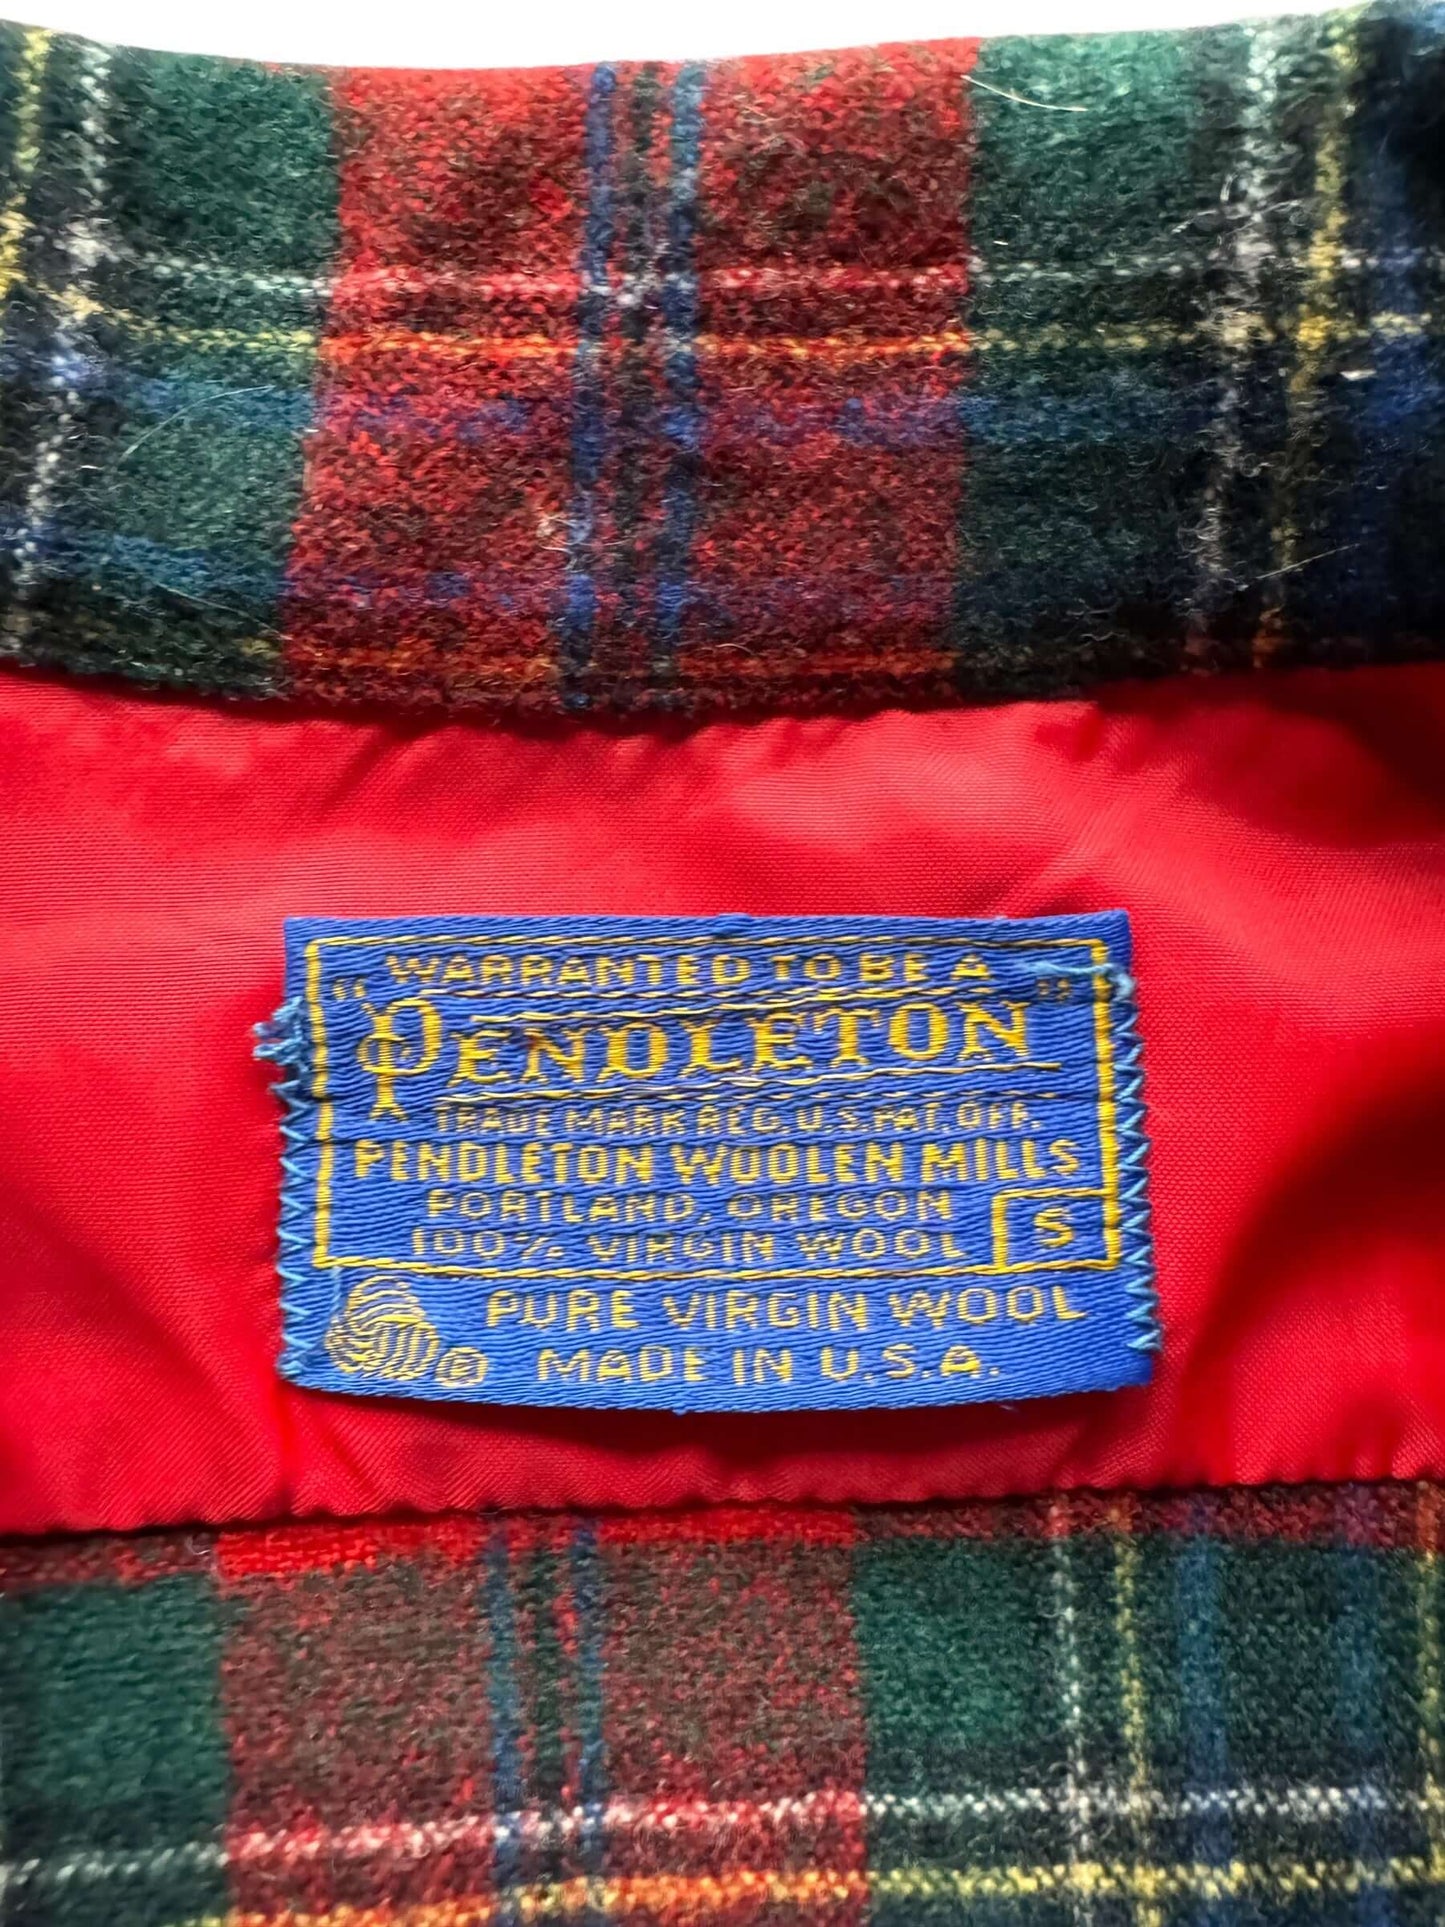 WARRANTED TO BE A
"PENDLETON"
TRADE MARK REG. U.S. PAT. OFF.
PENDLETON WOOLEN MILLS
PORTLAND, OREGON
100% VIRGIN WOOL S
PURE VIRGIN WOOL
® MADE IN U.S.A.